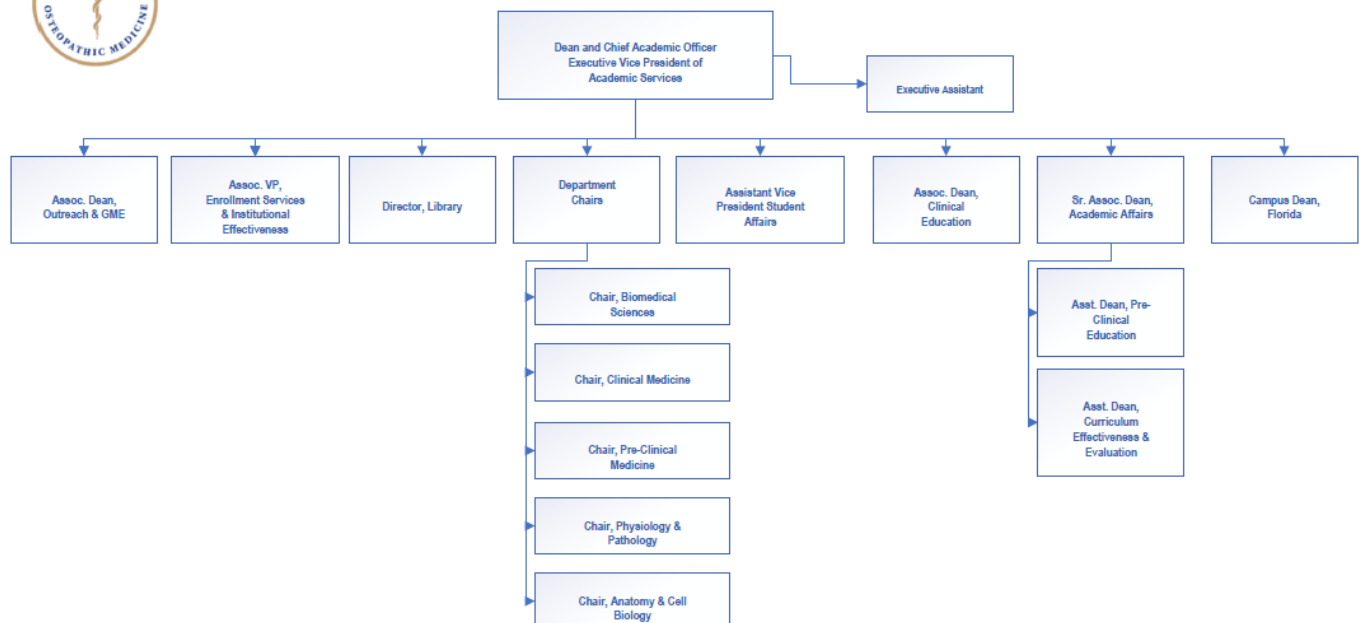 OSTEOPATHIC MEDICINE
Dean and Chief Academic Officer
Executive Vice President of
Academic Services
Executive Assistant
Assoc. Dean,
Outreach & GME
Assoc. VP,
Enrollment Services
& Institutional
Effectiveness
Director, Library
Department
Chairs
Assistant Vice
President Student
Affairs
Assoc. Dean,
Clinical
Education
Sr. Assoc. Dean,
Academic Affairs
Campus Dean,
Florida
Chair, Biomedical
Sciences
Chair, Clinical Medicine
Chair, Pre-Clinical
Medicine
Chair, Physiology &
Pathology
Chair, Anatomy & Cell
Biology
Asst. Dean, Pre-
Clinical
Education
Asst. Dean,
Curriculum
Effectiveness &
Evaluation